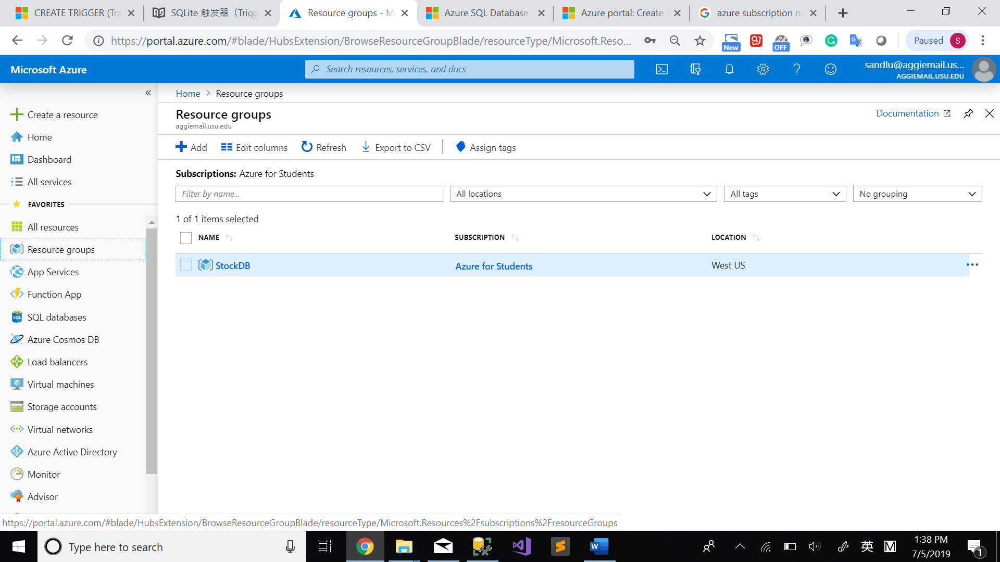 CREATE TRIGGER (Tra
SQLite 触发器（Trigg
Resource groups - M
Azure SQL Database
Azure portal: Create
azure subscription no
https://portal.azure.com/#blade/HubsExtension/BrowseResourceGroupBlade/resourceType/Microsoft.Reso...
New
OFF
Paused
S
Microsoft Azure
Search resources, services, and docs
sandlu@aggiemail.us...
AGGIEMAIL.USU.EDU
Create a resource
Home
Dashboard
All services
FAVORITES
All resources
Resource groups
App Services
Function App
SQL databases
Azure Cosmos DB
Load balancers
Virtual machines
Storage accounts
Virtual networks
Azure Active Directory
Monitor
Advisor
Home > Resource groups
Resource groups
aggiemail.usu.edu
Documentation
Add
Edit columns
Refresh
Export to CSV
Assign tags
Subscriptions: Azure for Students
Filter by name...
All locations
All tags
No grouping
1 of 1 items selected
NAME
SUBSCRIPTION
LOCATION
StockDB
Azure for Students
West US
https://portal.azure.com/#blade/HubsExtension/BrowseResourceGroupBlade/resourceType/Microsoft.Resources%2Fsubscriptions%2FresourceGroups
Type here to search
英
M
1:38 PM
7/5/2019
1